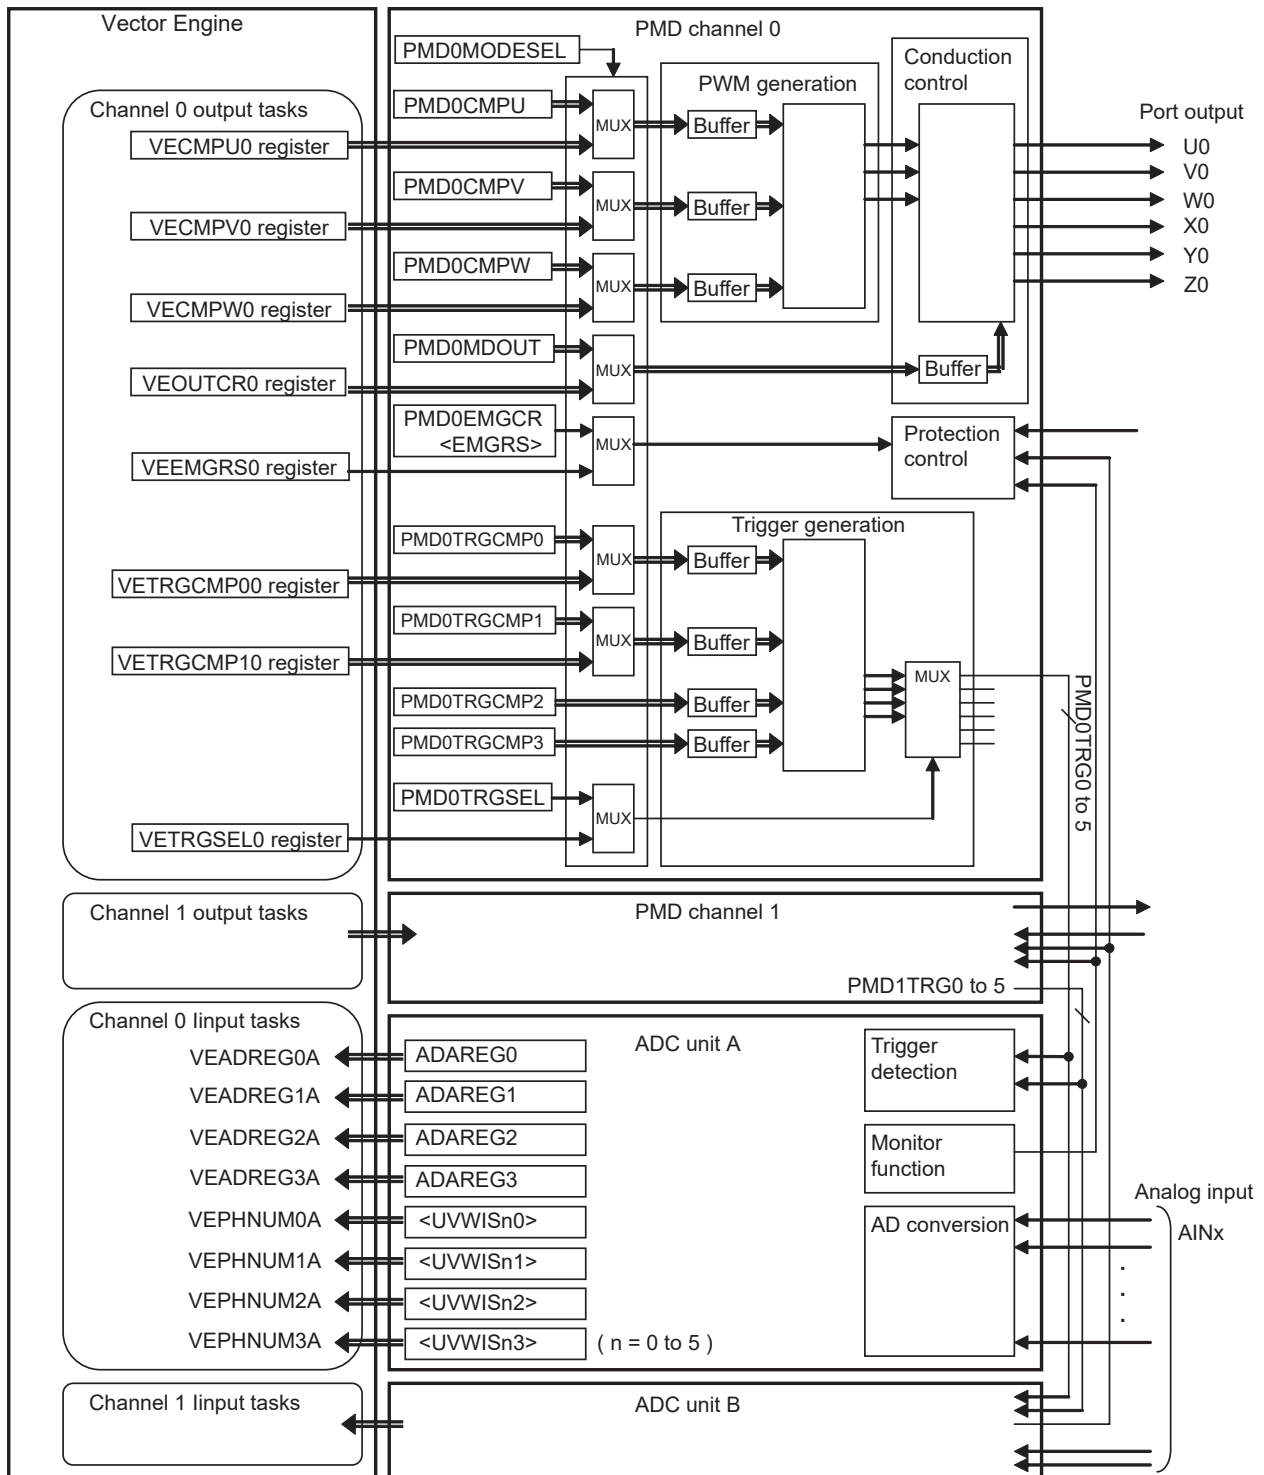 Vector Engine
PMD channel 0
PMD0MODESEL
Conduction
control
PWM generation
Channel 0 output tasks
PMD0CMPU
MUX
Buffer
Port output
VECMPU0 register
U0
V0
W0
X0
Y0
Z0
PMD0CMPV
MUX
Buffer
VECMPV0 register
PMD0CMPW
MUX
Buffer
VECMPW0 register
PMD0MDOUT
MUX
Buffer
VEOUTCR0 register
PMD0EMGCR
<EMGRS>
MUX
Protection
control
VEEMGRS0 register
Trigger generation
PMD0TRGCMP0
MUX
Buffer
VETRGCMP00 register
PMD0TRGCMP1
MUX
Buffer
VETRGCMP10 register
MUX
PMD0TRGCMP2
Buffer
PMD0TRGCMP3
Buffer
PMD0TRG0 to 5
PMD0TRGSEL
MUX
VETRGSEL0 register
Channel 1 output tasks
PMD channel 1
PMD1TRG0 to 5
Channel 0 Iinput tasks
ADC unit A
Trigger
detection
VEADREG0A
ADAREG0
VEADREG1A
ADAREG1
VEADREG2A
ADAREG2
Monitor
function
VEADREG3A
ADAREG3
Analog input
VEPHNUM0A
<UVWISn0>
AD conversion
AINx
VEPHNUM1A
<UVWISn1>
VEPHNUM2A
<UVWISn2>
.
.
.
VEPHNUM3A
<UVWISn3>
( n = 0 to 5 )
Channel 1 Iinput tasks
ADC unit B